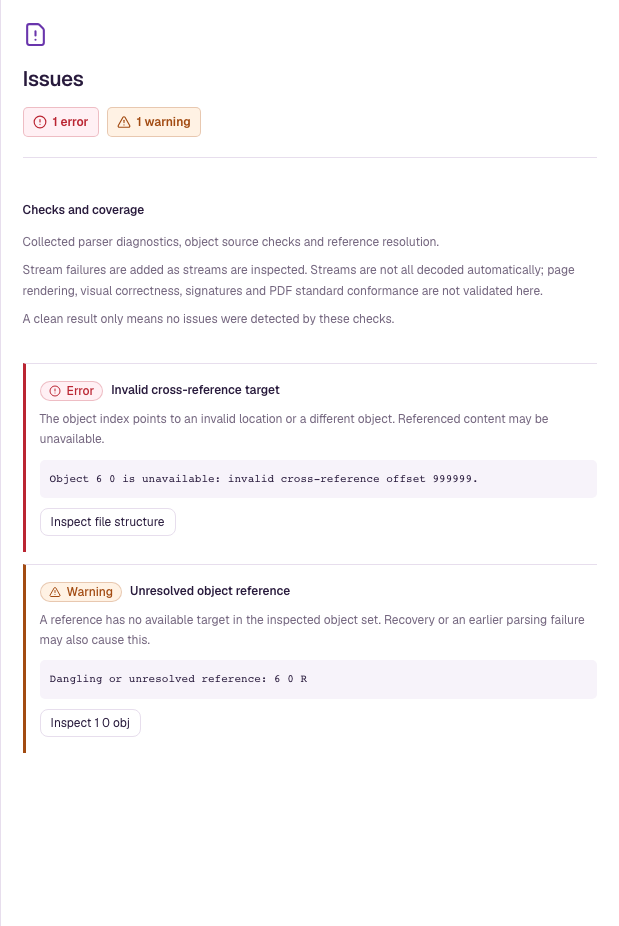 Issues
1 error
1 warning
Checks and coverage
Collected parser diagnostics, object source checks and reference resolution.
Stream failures are added as streams are inspected. Streams are not all decoded automatically; page
rendering, visual correctness, signatures and PDF standard conformance are not validated here.
A clean result only means no issues were detected by these checks.
Error Invalid cross-reference target
The object index points to an invalid location or a different object. Referenced content may be
unavailable.
Object 6 0 is unavailable: invalid cross-reference offset 999999.
Inspect file structure
Warning Unresolved object reference
A reference has no available target in the inspected object set. Recovery or an earlier parsing failure
may also cause this.
Dangling or unresolved reference: 6 0 R
Inspect 1 0 obj